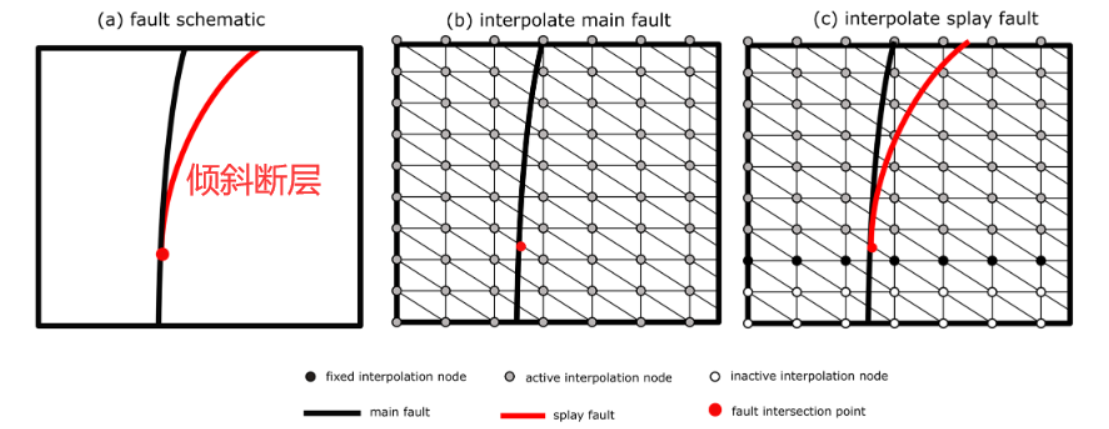 (a) fault schematic
(b) interpolate main fault
(c) interpolate splay fault
倾斜断层
fixed interpolation node
active interpolation node
inactive interpolation node
main fault
splay fault
fault intersection point